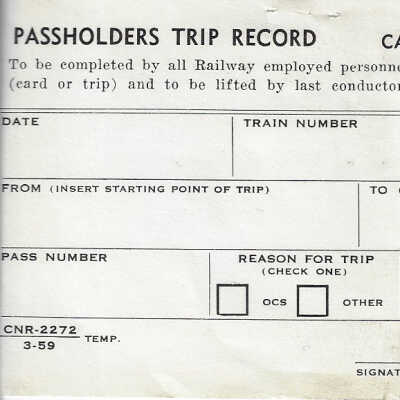 PASSHOLDERS TRIP RECORD CA
To be completed by all Railway employed personne
(card or trip) and to be lifted by last conductor
DATE TRAIN NUMBER
FROM (INSERT STARTING POINT OF TRIP) TO
PASS NUMBER REASON FOR TRIP
(CHECK ONE)
OCS OTHER
CNR-2272 TEMP.
3-59
SIGNAT